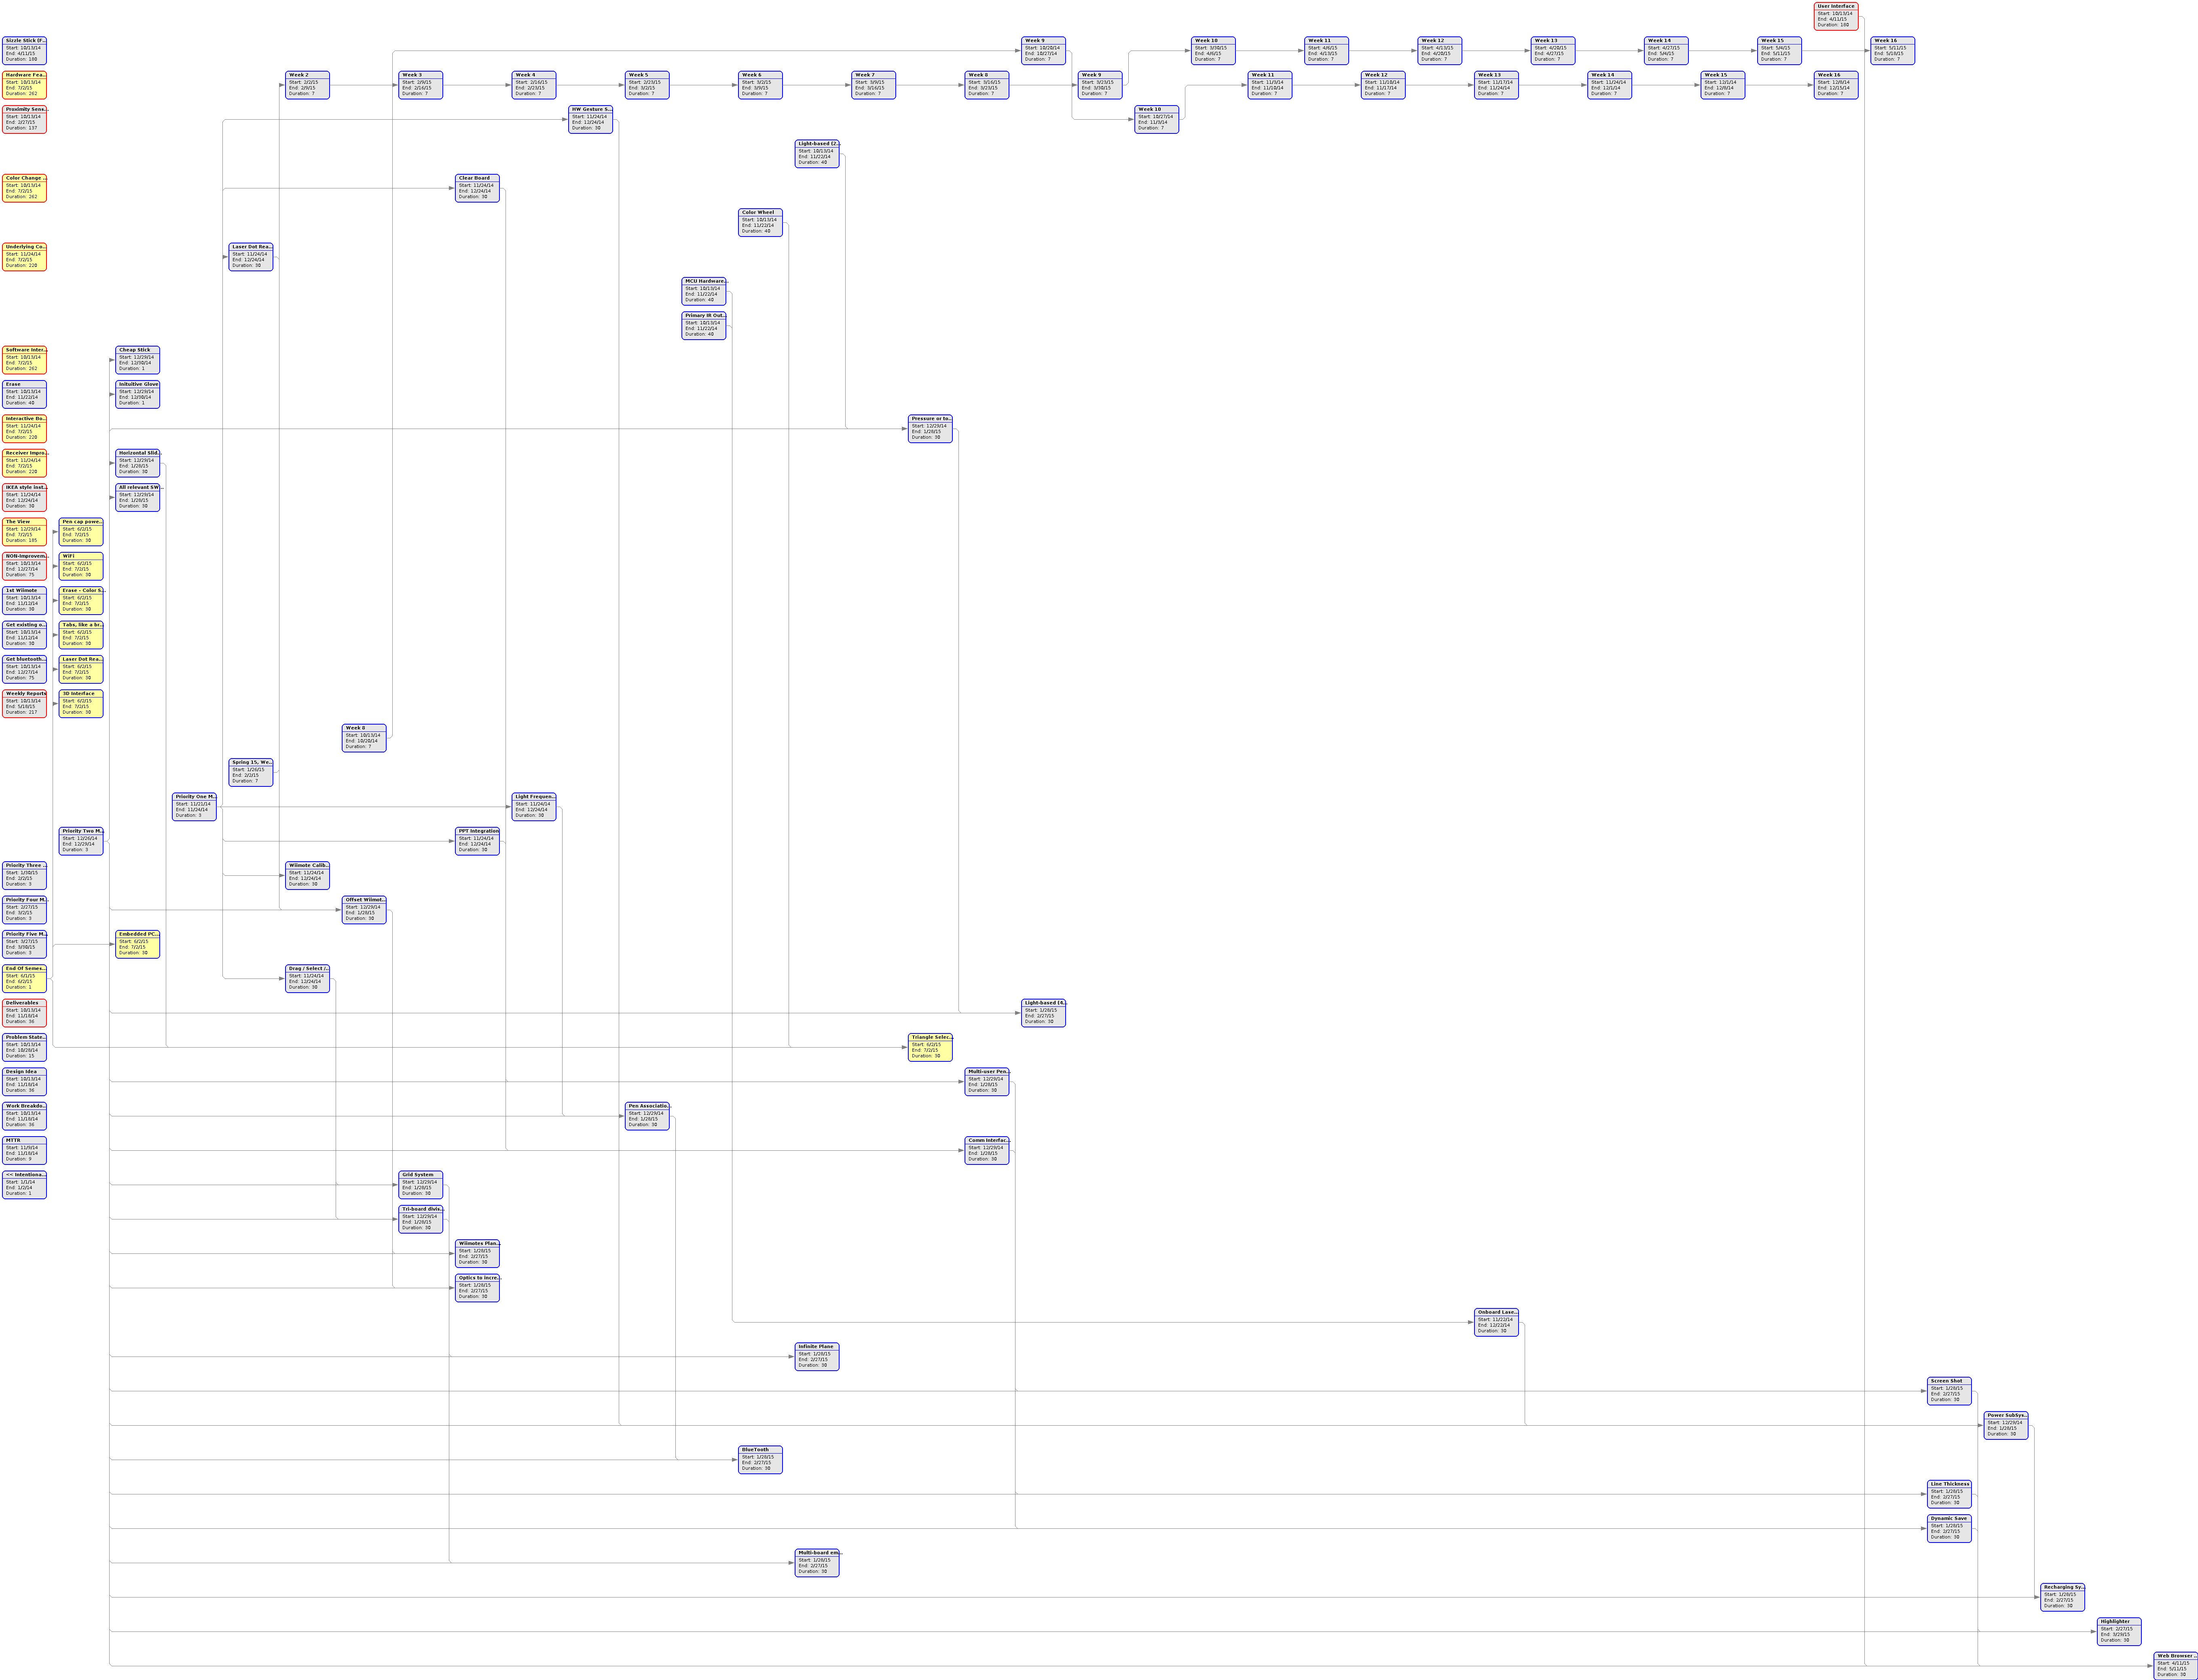 User Interface
Start: 10/13/14
End: 4/11/15
Duration: 180
Sizzle Stick (F...
Start: 10/13/14
End: 4/11/15
Duration: 180
Week 9
Start: 10/20/14
End: 10/27/14
Duration: 7
Week 10
Start: 3/30/15
End: 4/6/15
Duration: 7
Week 11
Start: 4/6/15
End: 4/13/15
Duration: 7
Week 12
Start: 4/13/15
End: 4/20/15
Duration: 7
Week 13
Start: 4/20/15
End: 4/27/15
Duration: 7
Week 14
Start: 4/27/15
End: 5/4/15
Duration: 7
Week 15
Start: 5/4/15
End: 5/11/15
Duration: 7
Week 16
Start: 5/11/15
End: 5/18/15
Duration: 7
Hardware Fea...
Start: 10/13/14
End: 7/2/15
Duration: 262
Week 2
Start: 2/2/15
End: 2/9/15
Duration: 7
Week 3
Start: 2/9/15
End: 2/16/15
Duration: 7
Week 4
Start: 2/16/15
End: 2/23/15
Duration: 7
Week 5
Start: 2/23/15
End: 3/2/15
Duration: 7
Week 6
Start: 3/2/15
End: 3/9/15
Duration: 7
Week 7
Start: 3/9/15
End: 3/16/15
Duration: 7
Week 8
Start: 3/16/15
End: 3/23/15
Duration: 7
Week 9
Start: 3/23/15
End: 3/30/15
Duration: 7
Week 11
Start: 11/3/14
End: 11/10/14
Duration: 7
Week 12
Start: 11/10/14
End: 11/17/14
Duration: 7
Week 13
Start: 11/17/14
End: 11/24/14
Duration: 7
Week 14
Start: 11/24/14
End: 12/1/14
Duration: 7
Week 15
Start: 12/1/14
End: 12/8/14
Duration: 7
Week 16
Start: 12/8/14
End: 12/15/14
Duration: 7
Proximity Sens...
Start: 10/13/14
End: 2/27/15
Duration: 137
HW Gesture S...
Start: 11/24/14
End: 12/24/14
Duration: 30
Week 10
Start: 10/27/14
End: 11/3/14
Duration: 7
Light-based (2...
Start: 10/13/14
End: 11/22/14
Duration: 40
Color Change ...
Start: 10/13/14
End: 7/2/15
Duration: 262
Clear Board
Start: 11/24/14
End: 12/24/14
Duration: 30
Color Wheel
Start: 10/13/14
End: 11/22/14
Duration: 40
Underlying Co...
Start: 11/24/14
End: 7/2/15
Duration: 220
Laser Dot Rea...
Start: 11/24/14
End: 12/24/14
Duration: 30
MCU Hardware...
Start: 10/13/14
End: 11/22/14
Duration: 40
Primary IR Out...
Start: 10/13/14
End: 11/22/14
Duration: 40
Software Inter...
Start: 10/13/14
End: 7/2/15
Duration: 262
Cheap Stick
Start: 12/29/14
End: 12/30/14
Duration: 1
Erase
Start: 10/13/14
End: 11/22/14
Duration: 40
Inituitive Glove
Start: 12/29/14
End: 12/30/14
Duration: 1
Interactive Bo...
Start: 11/24/14
End: 7/2/15
Duration: 220
Pressure or to...
Start: 12/29/14
End: 1/28/15
Duration: 30
Receiver Impro...
Start: 11/24/14
End: 7/2/15
Duration: 220
Horizontal Slid...
Start: 12/29/14
End: 1/28/15
Duration: 30
IKEA style inst...
Start: 11/24/14
End: 12/24/14
Duration: 30
All relevant SW...
Start: 12/29/14
End: 1/28/15
Duration: 30
The View
Start: 12/29/14
End: 7/2/15
Duration: 185
Pen cap powe...
Start: 6/2/15
End: 7/2/15
Duration: 30
NON-Improvem...
Start: 10/13/14
End: 12/27/14
Duration: 75
WIFI
Start: 6/2/15
End: 7/2/15
Duration: 30
1st Wiimote
Start: 10/13/14
End: 11/12/14
Duration: 30
Erase - Color S...
Start: 6/2/15
End: 7/2/15
Duration: 30
Get existing o...
Start: 10/13/14
End: 11/12/14
Duration: 30
Tabs, like a br...
Start: 6/2/15
End: 7/2/15
Duration: 30
Get bluetooth...
Start: 10/13/14
End: 12/27/14
Duration: 75
Laser Dot Rea...
Start: 6/2/15
End: 7/2/15
Duration: 30
Weekly Reports
Start: 10/13/14
End: 5/18/15
Duration: 217
3D Interface
Start: 6/2/15
End: 7/2/15
Duration: 30
Week 8
Start: 10/13/14
End: 10/20/14
Duration: 7
Spring 15, We...
Start: 1/26/15
End: 2/2/15
Duration: 7
Priority One M...
Start: 11/21/14
End: 11/24/14
Duration: 3
Light Frequen...
Start: 11/24/14
End: 12/24/14
Duration: 30
Priority Two M...
Start: 12/26/14
End: 12/29/14
Duration: 3
PPT Integration
Start: 11/24/14
End: 12/24/14
Duration: 30
Priority Three ...
Start: 1/30/15
End: 2/2/15
Duration: 3
Wiimote Calib...
Start: 11/24/14
End: 12/24/14
Duration: 30
Priority Four M...
Start: 2/27/15
End: 3/2/15
Duration: 3
Offset Wiimot...
Start: 12/29/14
End: 1/28/15
Duration: 30
Priority Five M...
Start: 3/27/15
End: 3/30/15
Duration: 3
Embedded PC...
Start: 6/2/15
End: 7/2/15
Duration: 30
End Of Semes...
Start: 6/1/15
End: 6/2/15
Duration: 1
Drag / Select /...
Start: 11/24/14
End: 12/24/14
Duration: 30
Deliverables
Start: 10/13/14
End: 11/18/14
Duration: 36
Light-based (4...
Start: 1/28/15
End: 2/27/15
Duration: 30
Problem State...
Start: 10/13/14
End: 10/28/14
Duration: 15
Triangle Selec...
Start: 6/2/15
End: 7/2/15
Duration: 30
Design Idea
Start: 10/13/14
End: 11/18/14
Duration: 36
Multi-user Pen...
Start: 12/29/14
End: 1/28/15
Duration: 30
Work Breakdo...
Start: 10/13/14
End: 11/18/14
Duration: 36
Pen Associatio...
Start: 12/29/14
End: 1/28/15
Duration: 30
MTTR
Start: 11/9/14
End: 11/18/14
Duration: 9
Comm Interfac...
Start: 12/29/14
End: 1/28/15
Duration: 30
<< Intentiona...
Start: 1/1/14
End: 1/2/14
Duration: 1
Grid System
Start: 12/29/14
End: 1/28/15
Duration: 30
Tri-board divis...
Start: 12/29/14
End: 1/28/15
Duration: 30
Wiimotes Plan...
Start: 1/28/15
End: 2/27/15
Duration: 30
Optics to incre...
Start: 1/28/15
End: 2/27/15
Duration: 30
Onboard Lase...
Start: 11/22/14
End: 12/22/14
Duration: 30
Infinite Plane
Start: 1/28/15
End: 2/27/15
Duration: 30
Screen Shot
Start: 1/28/15
End: 2/27/15
Duration: 30
Power SubSys...
Start: 12/29/14
End: 1/28/15
Duration: 30
BlueTooth
Start: 1/28/15
End: 2/27/15
Duration: 30
Line Thickness
Start: 1/28/15
End: 2/27/15
Duration: 30
Dynamic Save
Start: 1/28/15
End: 2/27/15
Duration: 30
Multi-board em...
Start: 1/28/15
End: 2/27/15
Duration: 30
Recharging Sy...
Start: 1/28/15
End: 2/27/15
Duration: 30
Highlighter
Start: 2/27/15
End: 3/29/15
Duration: 30
Web Browser ...
Start: 4/11/15
End: 5/11/15
Duration: 30